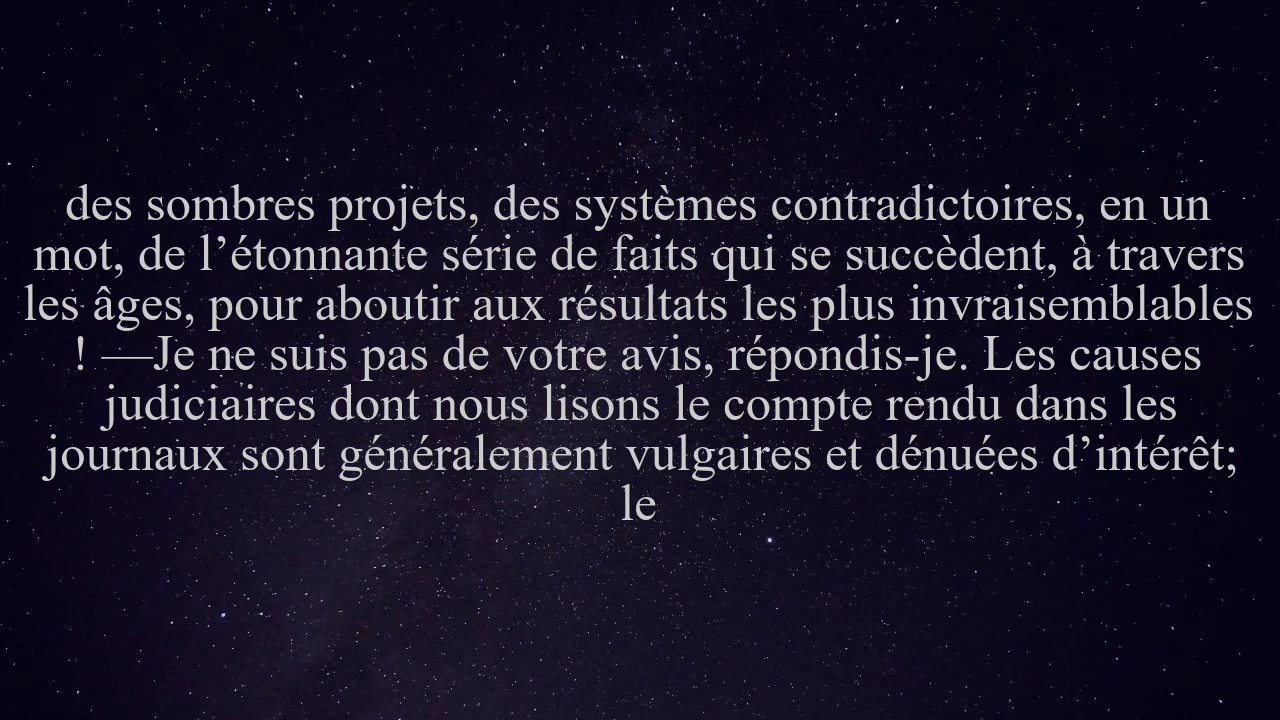 des sombres projets, des systèmes contradictoires, en un
mot, de l’étonnante série de faits qui se succèdent, à travers
les âges, pour aboutir aux résultats les plus invraisemblables
! —Je ne suis pas de votre avis, répondis-je. Les causes
judiciaires dont nous lisons le compte rendu dans les
journaux sont généralement vulgaires et dénuées d’intérêt;
le